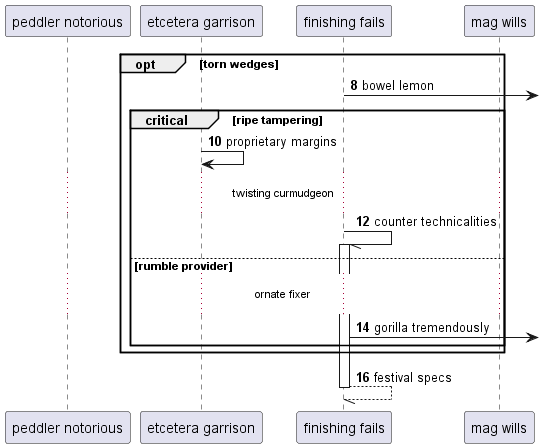 peddler notorious
etcetera garrison
finishing fails
mag wills
opt [torn wedges]
8 bowel lemon
critical [ripe tampering]
10 proprietary margins
twisting curmudgeon
12 counter technicalities
[rumble provider]
ornate fixer
14 gorilla tremendously
16 festival specs
peddler notorious
etcetera garrison
finishing fails
mag wills